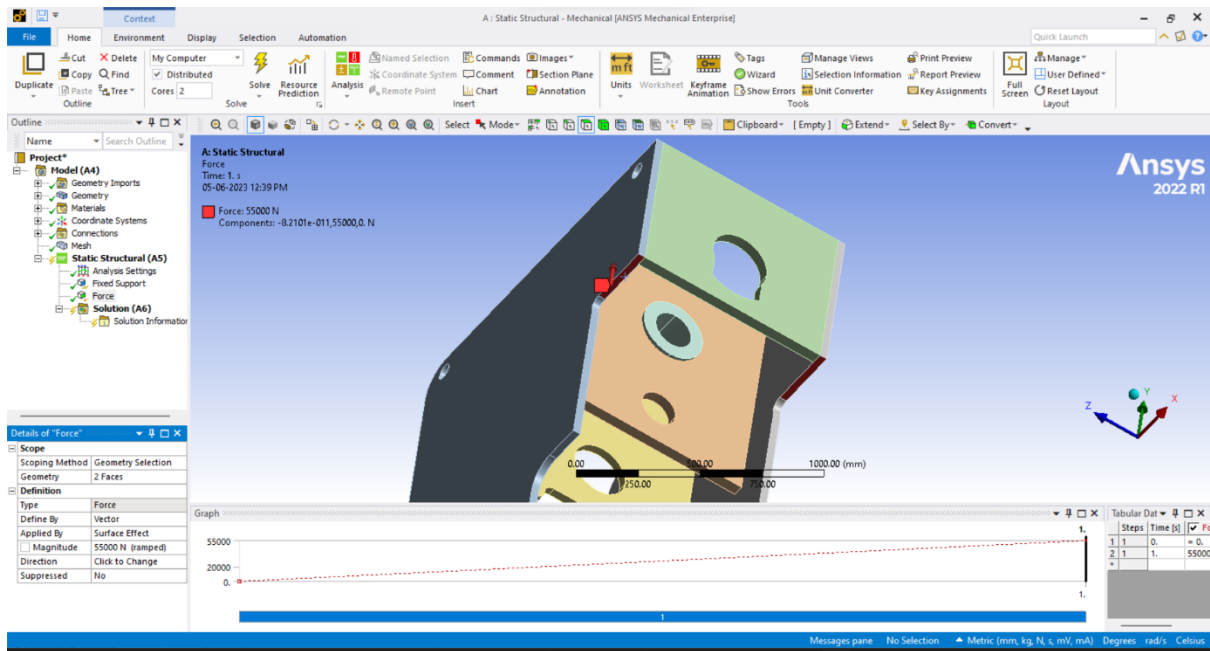 Context
A : Static Structural - Mechanical [ANSYS Mechanical Enterprise]
File Home Environment Display Selection Automation
Quick Launch
Duplicate
Cut
Copy
Paste
Delete
Find
Tree
Outline
My Computer
Distributed
Cores 2
Solve
Resource Prediction
Solve
Analysis
Named Selection
Coordinate System
Remote Point
Commands
Comment
Chart
Images
Section Plane
Annotation
Insert
Units
Worksheet
Keyframe Animation
Tags
Wizard
Show Errors
Manage Views
Selection Information
Unit Converter
Print Preview
Report Preview
Key Assignments
Tools
Full Screen
Manage
User Defined
Reset Layout
Layout
Outline
Select Mode Clipboard [ Empty ] Extend Select By Convert
Name Search Outline
Project*
Model (A4)
Geometry Imports
Geometry
Materials
Coordinate Systems
Connections
Mesh
Static Structural (A5)
Analysis Settings
Fixed Support
Force
Solution (A6)
Solution Information
A: Static Structural
Force
Time: 1. s
05-06-2023 12:39 PM
Force: 55000 N
Components: -8.2101e-011,55000,0. N
Ansys
2022 R1
Z Y X
0.00 500.00 1000.00 (mm)
250.00 750.00
Details of "Force"
Scope
Scoping Method Geometry Selection
Geometry 2 Faces
Definition
Type Force
Define By Vector
Applied By Surface Effect
Magnitude 55000 N (ramped)
Direction Click to Change
Suppressed No
Graph
1.
55000
20000
0.
1.
1
Tabular Dat
Steps Time [s] Fo
1 1 0. = 0.
2 1 1. 55000
*
Messages pane No Selection Metric (mm, kg, N, s, mV, mA) Degrees rad/s Celsius